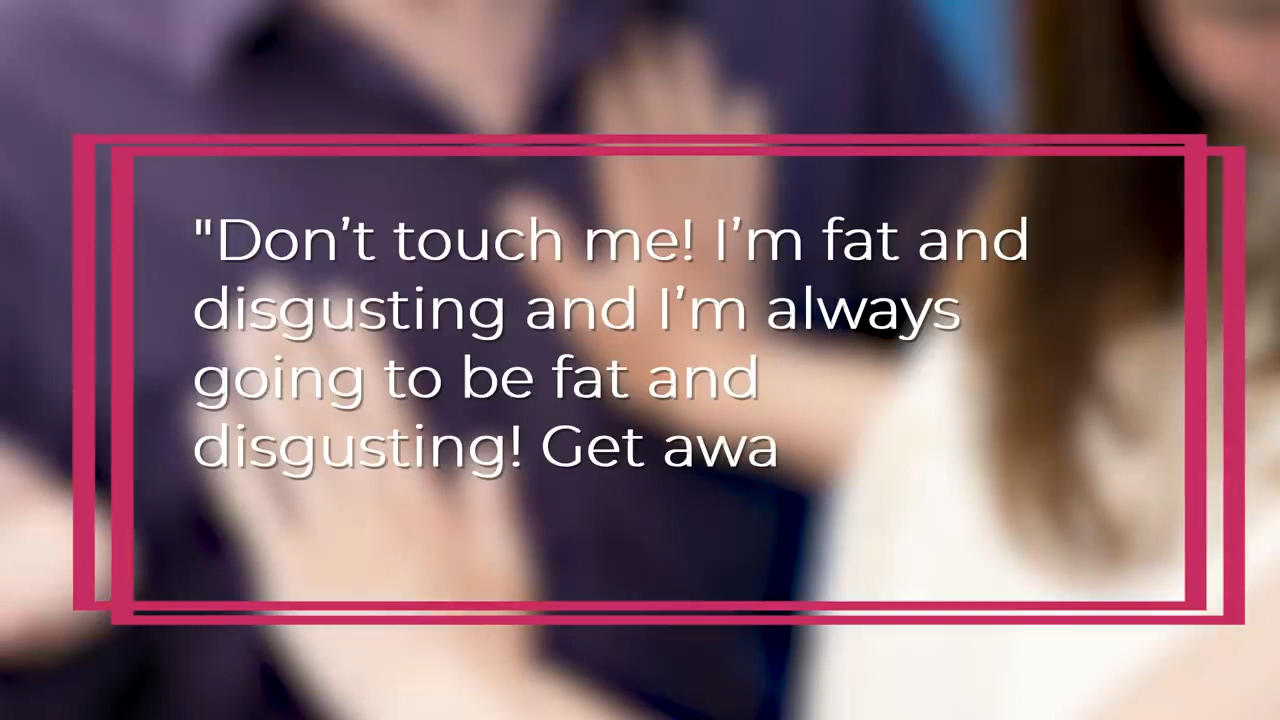 "Don’t touch me! I’m fat and
disgusting and I’m always
going to be fat and
disgusting! Get awa